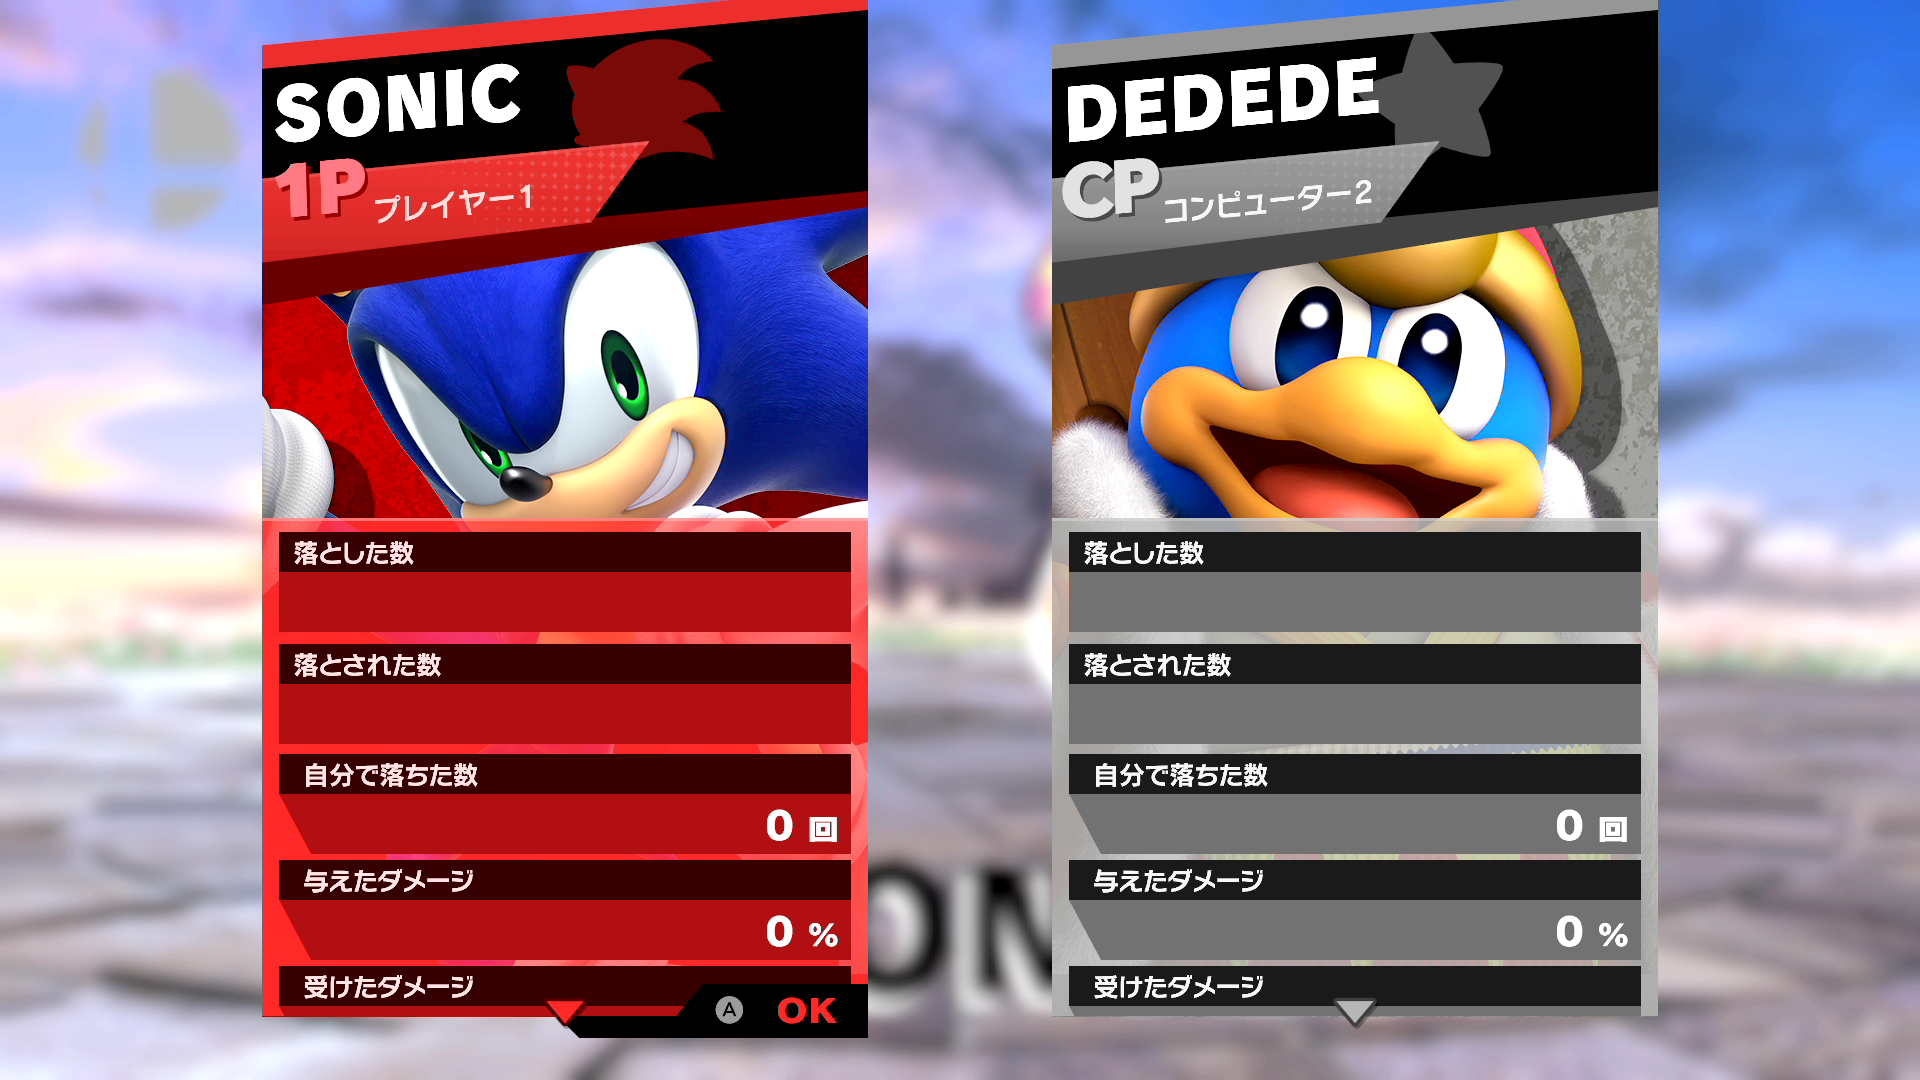 SONIC
1P プレイヤー1
落とした数
落とされた数
自分で落ちた数
0 回
与えたダメージ
0 %
受けたダメージ
A OK
DEDEDE
CP コンピューター2
落とした数
落とされた数
自分で落ちた数
0 回
与えたダメージ
0 %
受けたダメージ
ON